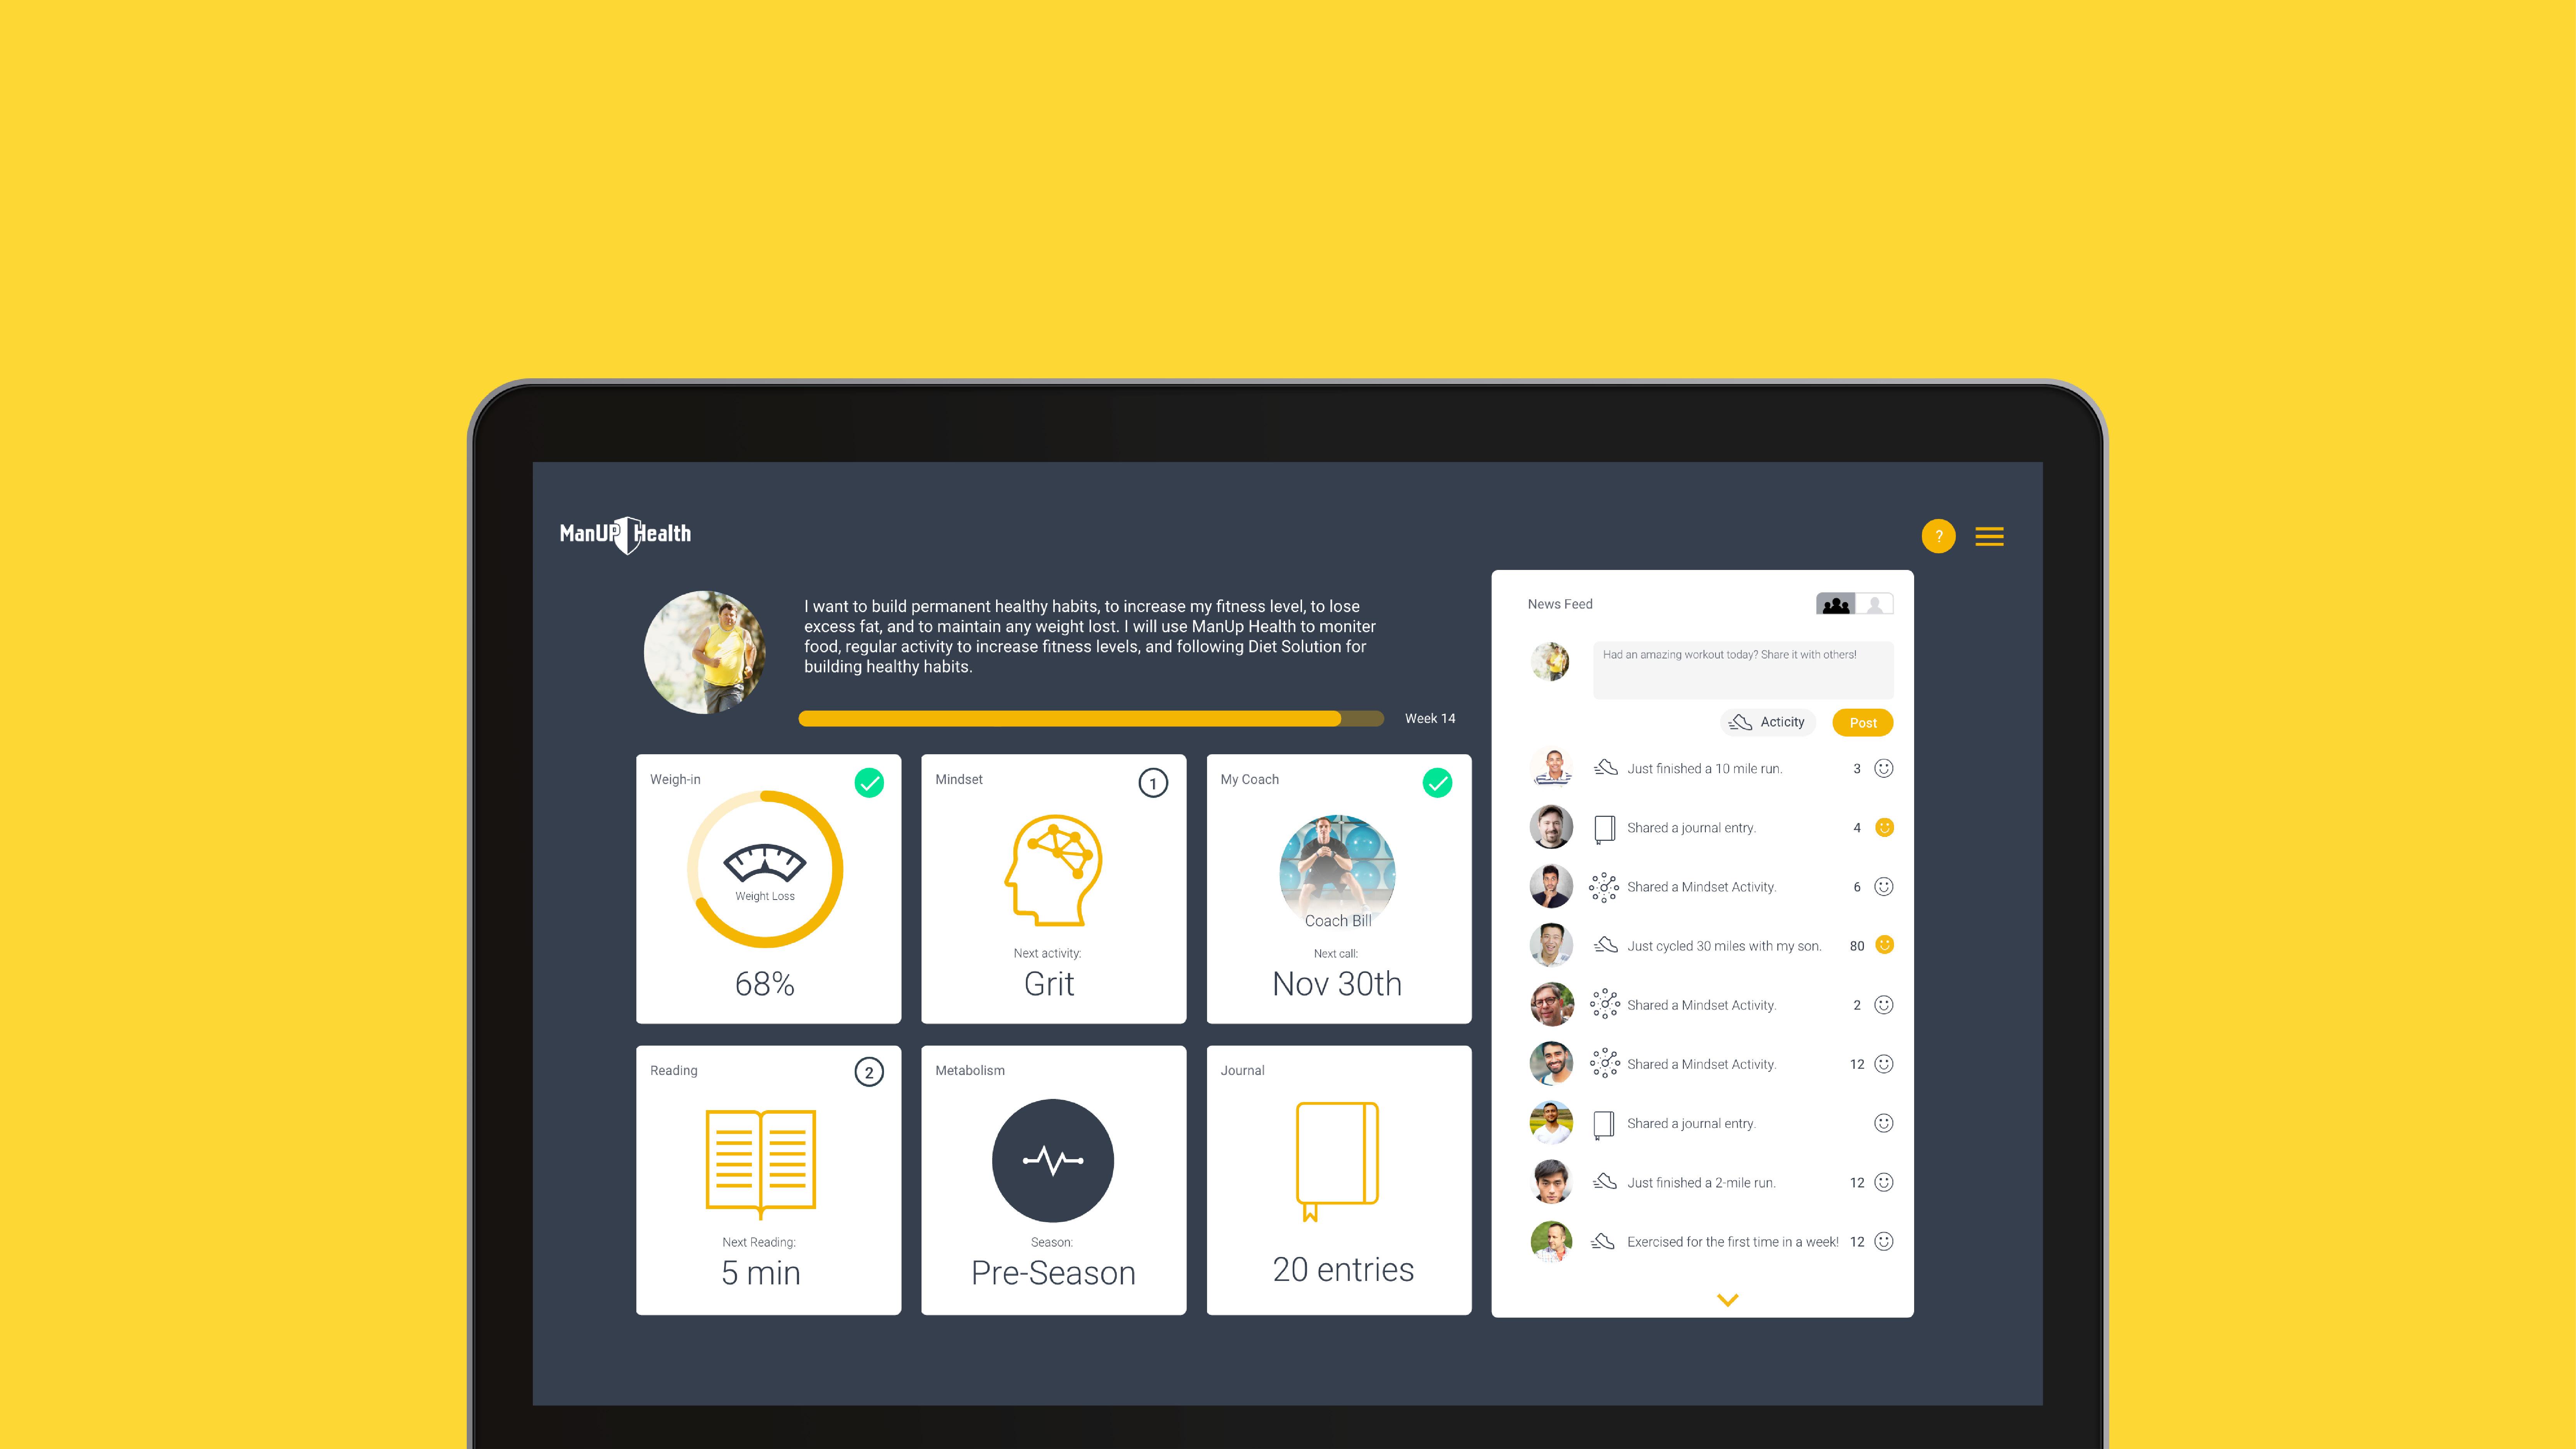 ManUP Health
?
I want to build permanent healthy habits, to increase my fitness level, to lose
excess fat, and to maintain any weight lost. I will use ManUp Health to moniter
food, regular activity to increase fitness levels, and following Diet Solution for
building healthy habits.
Week 14
Weigh-in
Weight Loss
68%
Mindset
1
Next activity:
Grit
My Coach
Coach Bill
Next call:
Nov 30th
Reading
2
Next Reading:
5 min
Metabolism
Season:
Pre-Season
Journal
20 entries
News Feed
Had an amazing workout today? Share it with others!
Acticity
Post
Just finished a 10 mile run. 3
Shared a journal entry. 4
Shared a Mindset Activity. 6
Just cycled 30 miles with my son. 80
Shared a Mindset Activity. 2
Shared a Mindset Activity. 12
Shared a journal entry.
Just finished a 2-mile run. 12
Exercised for the first time in a week! 12